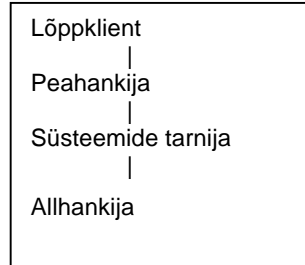 Lõppklient
|
Peahankija
|
Süsteemide tarnija
|
Allhankija